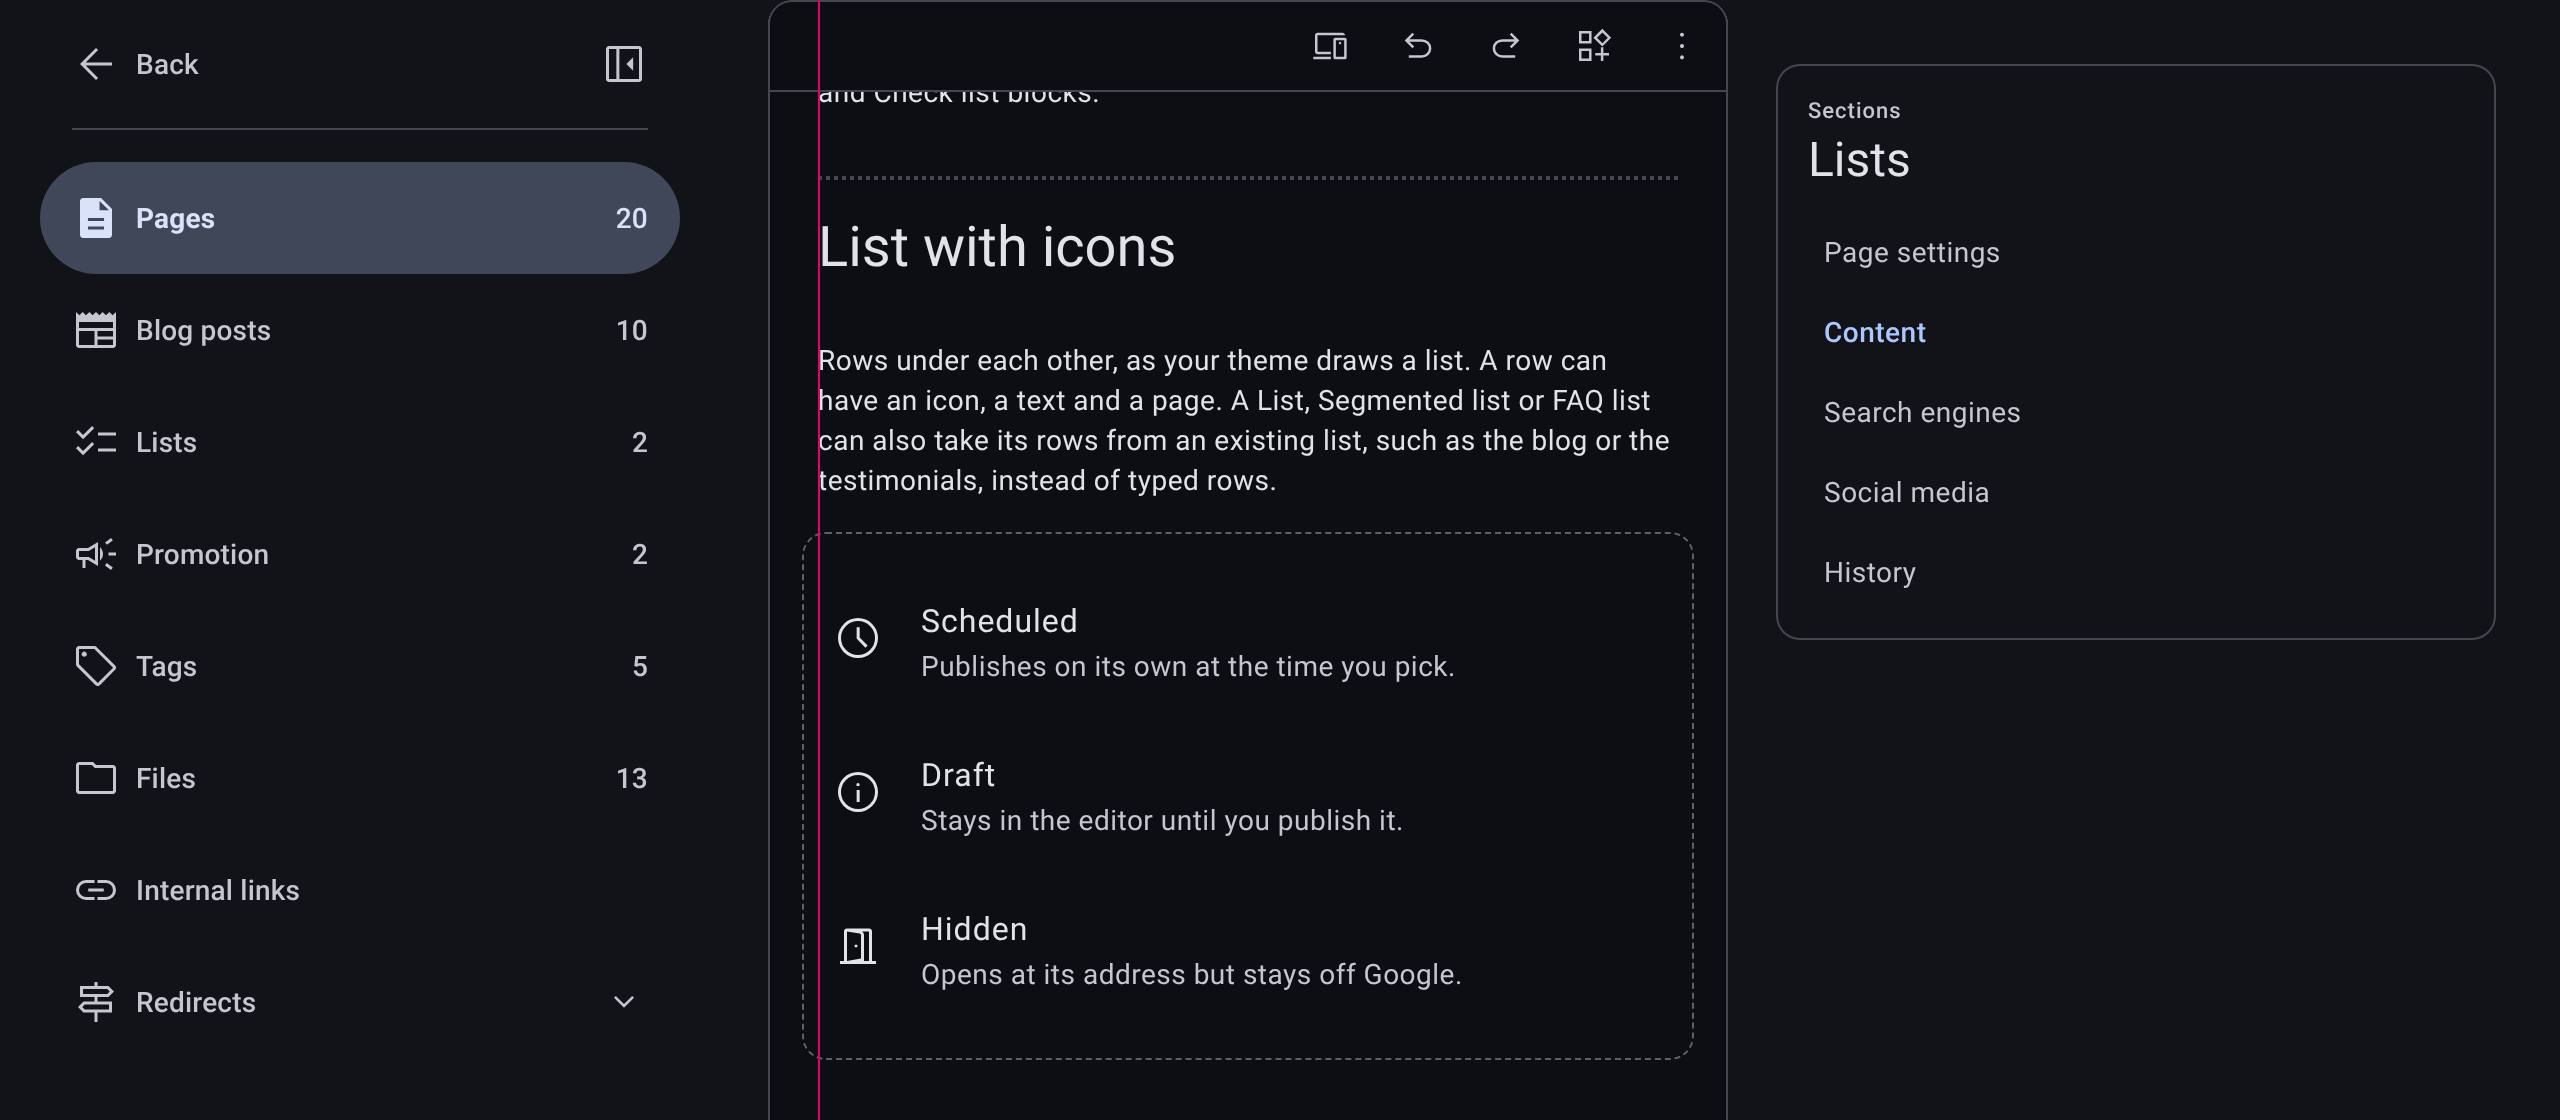 Back
Pages 20
Blog posts 10
Lists 2
Promotion 2
Tags 5
Files 13
Internal links
Redirects
and Check list blocks.
List with icons
Rows under each other, as your theme draws a list. A row can
have an icon, a text and a page. A List, Segmented list or FAQ list
can also take its rows from an existing list, such as the blog or the
testimonials, instead of typed rows.
Scheduled
Publishes on its own at the time you pick.
Draft
Stays in the editor until you publish it.
Hidden
Opens at its address but stays off Google.
Sections
Lists
Page settings
Content
Search engines
Social media
History